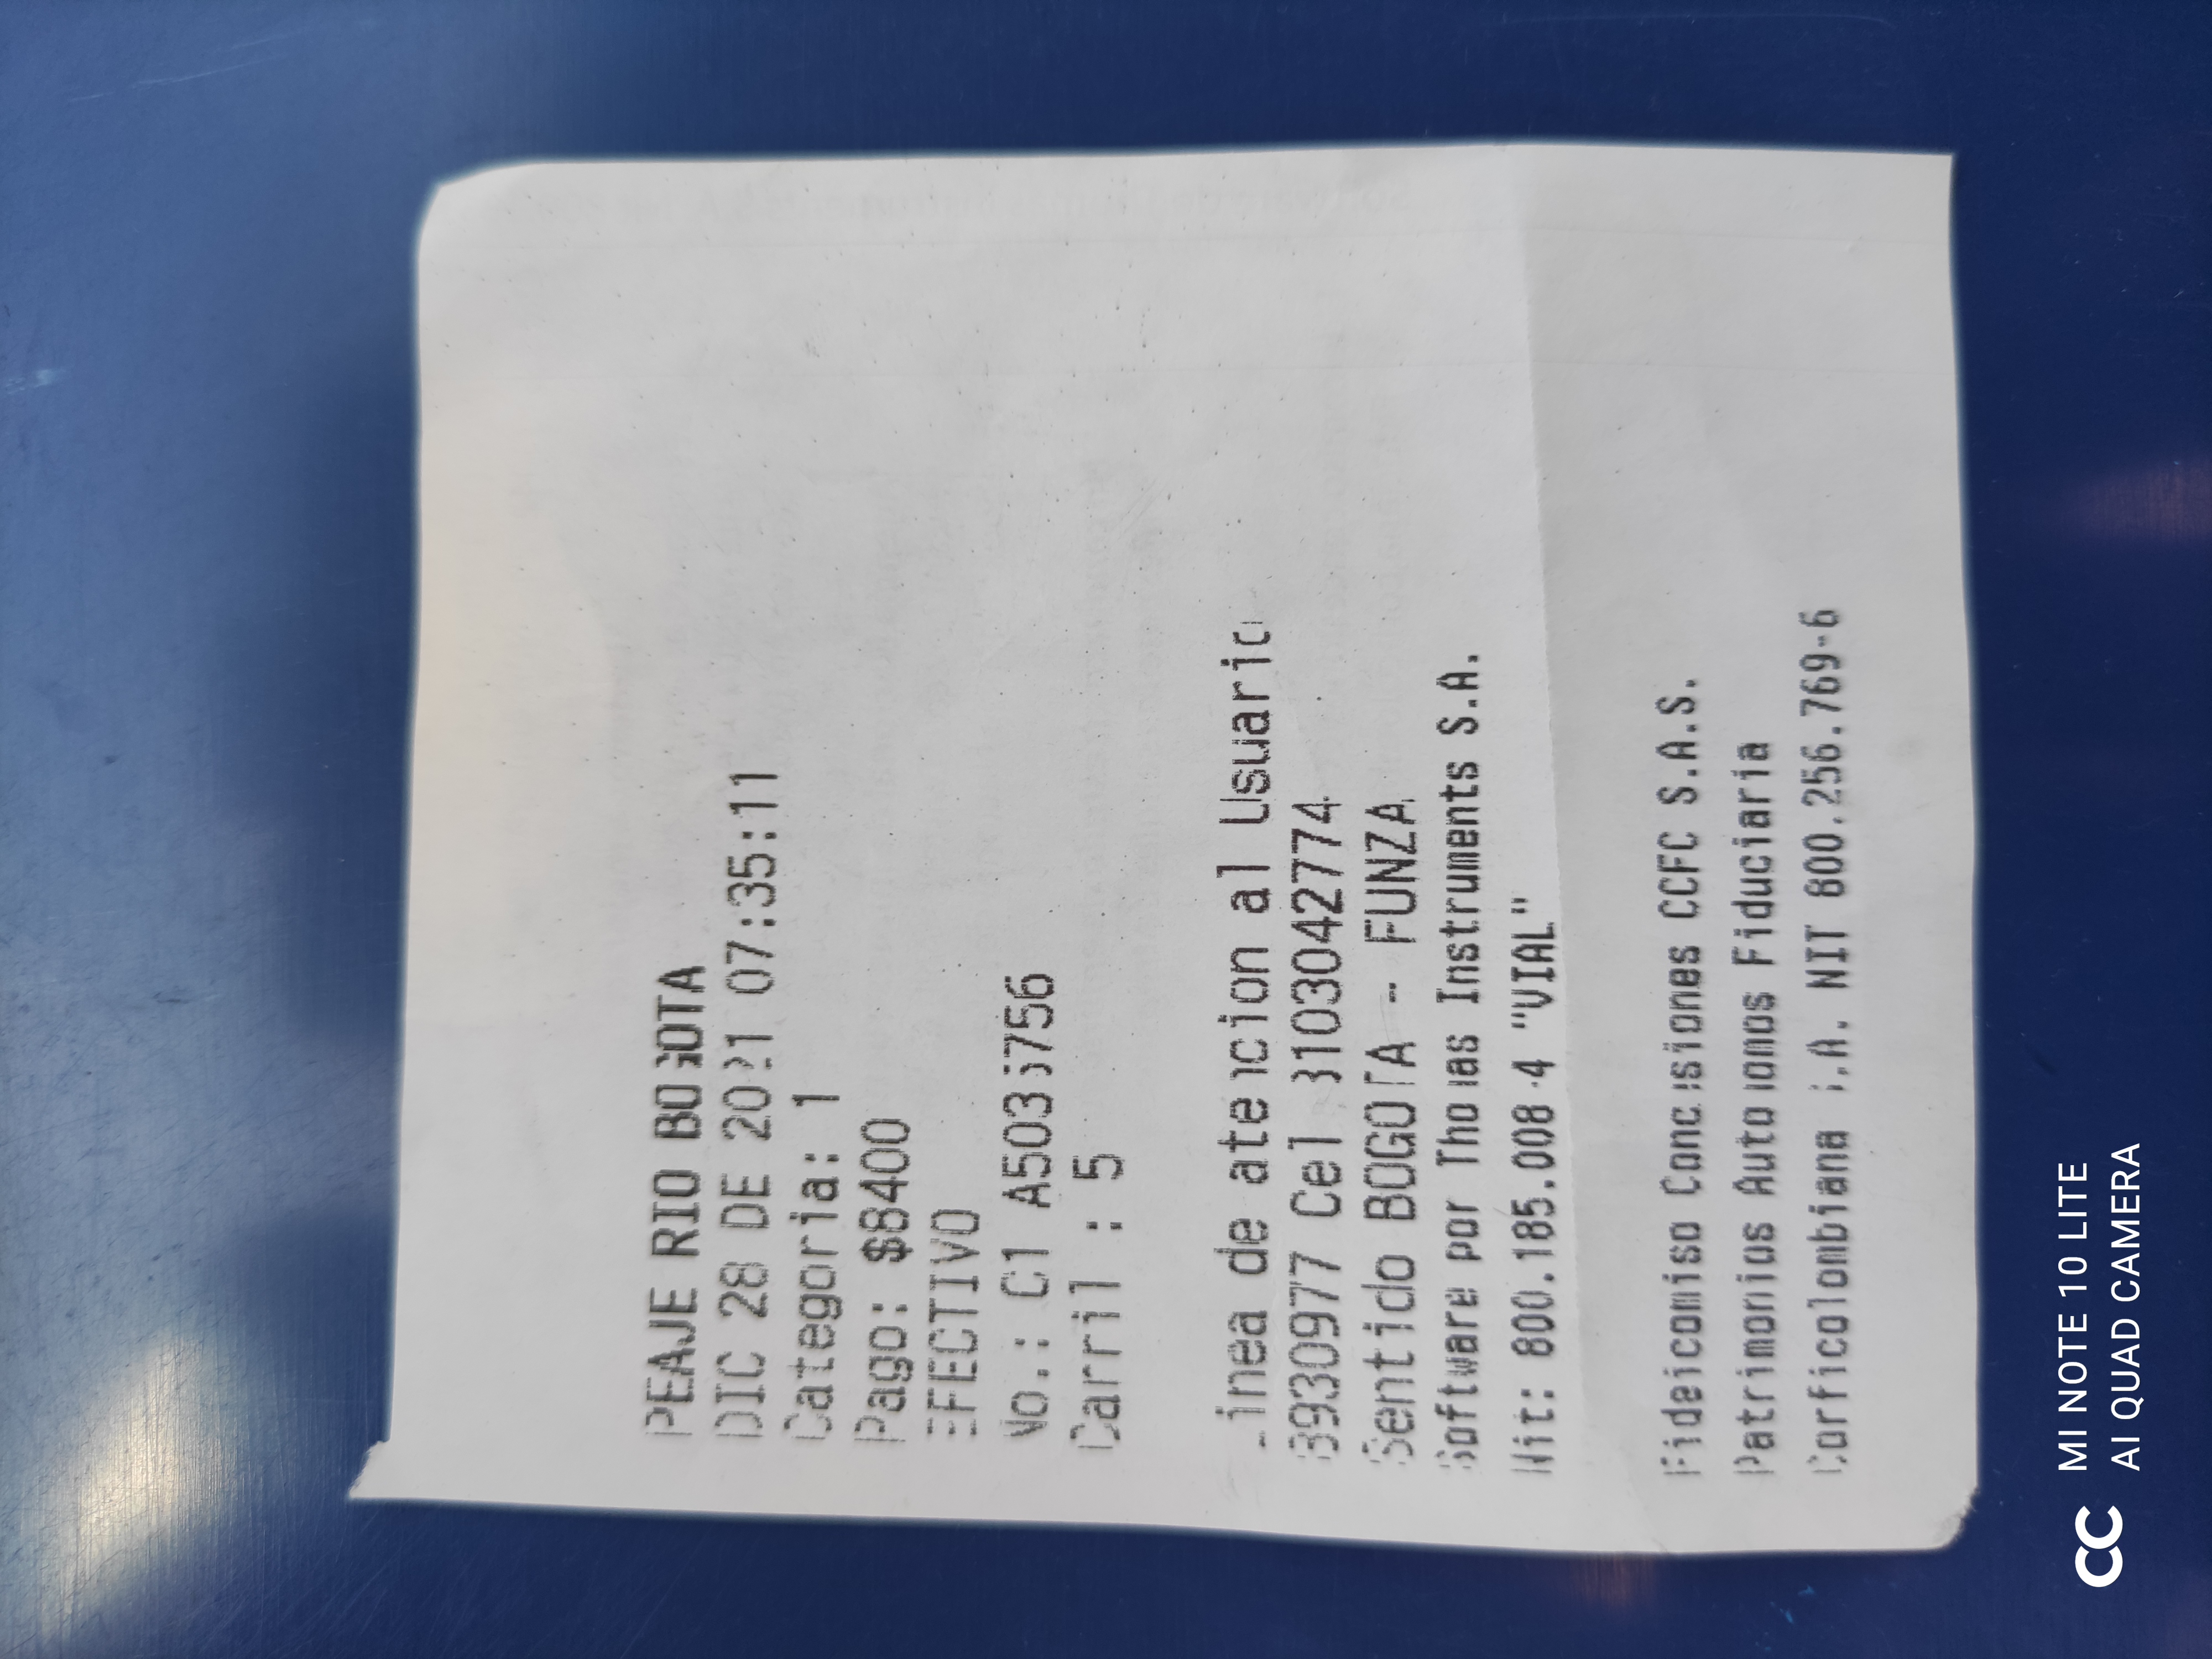 PEAJE RIO BOGOTA
DIC 28 DE 2021 07:35:11
Categoria: 1
Pago: $8400
EFECTIVO
No.: C1
Carril : 5
Linea de atencion al Usuario
8930977 Cel 3103042774
Sentido BOGOTA - FUNZA
Software por Thomas Instruments S.A.
Nit: 800.185.008-4 "VIAL"
Fideicomiso Concesiones CCFC S.A.S.
Patrimonios Autonomos Fiduciaria
Corficolombiana S.A. NIT 800.256.769-6
MI NOTE 10 LITE
AI QUAD CAMERA